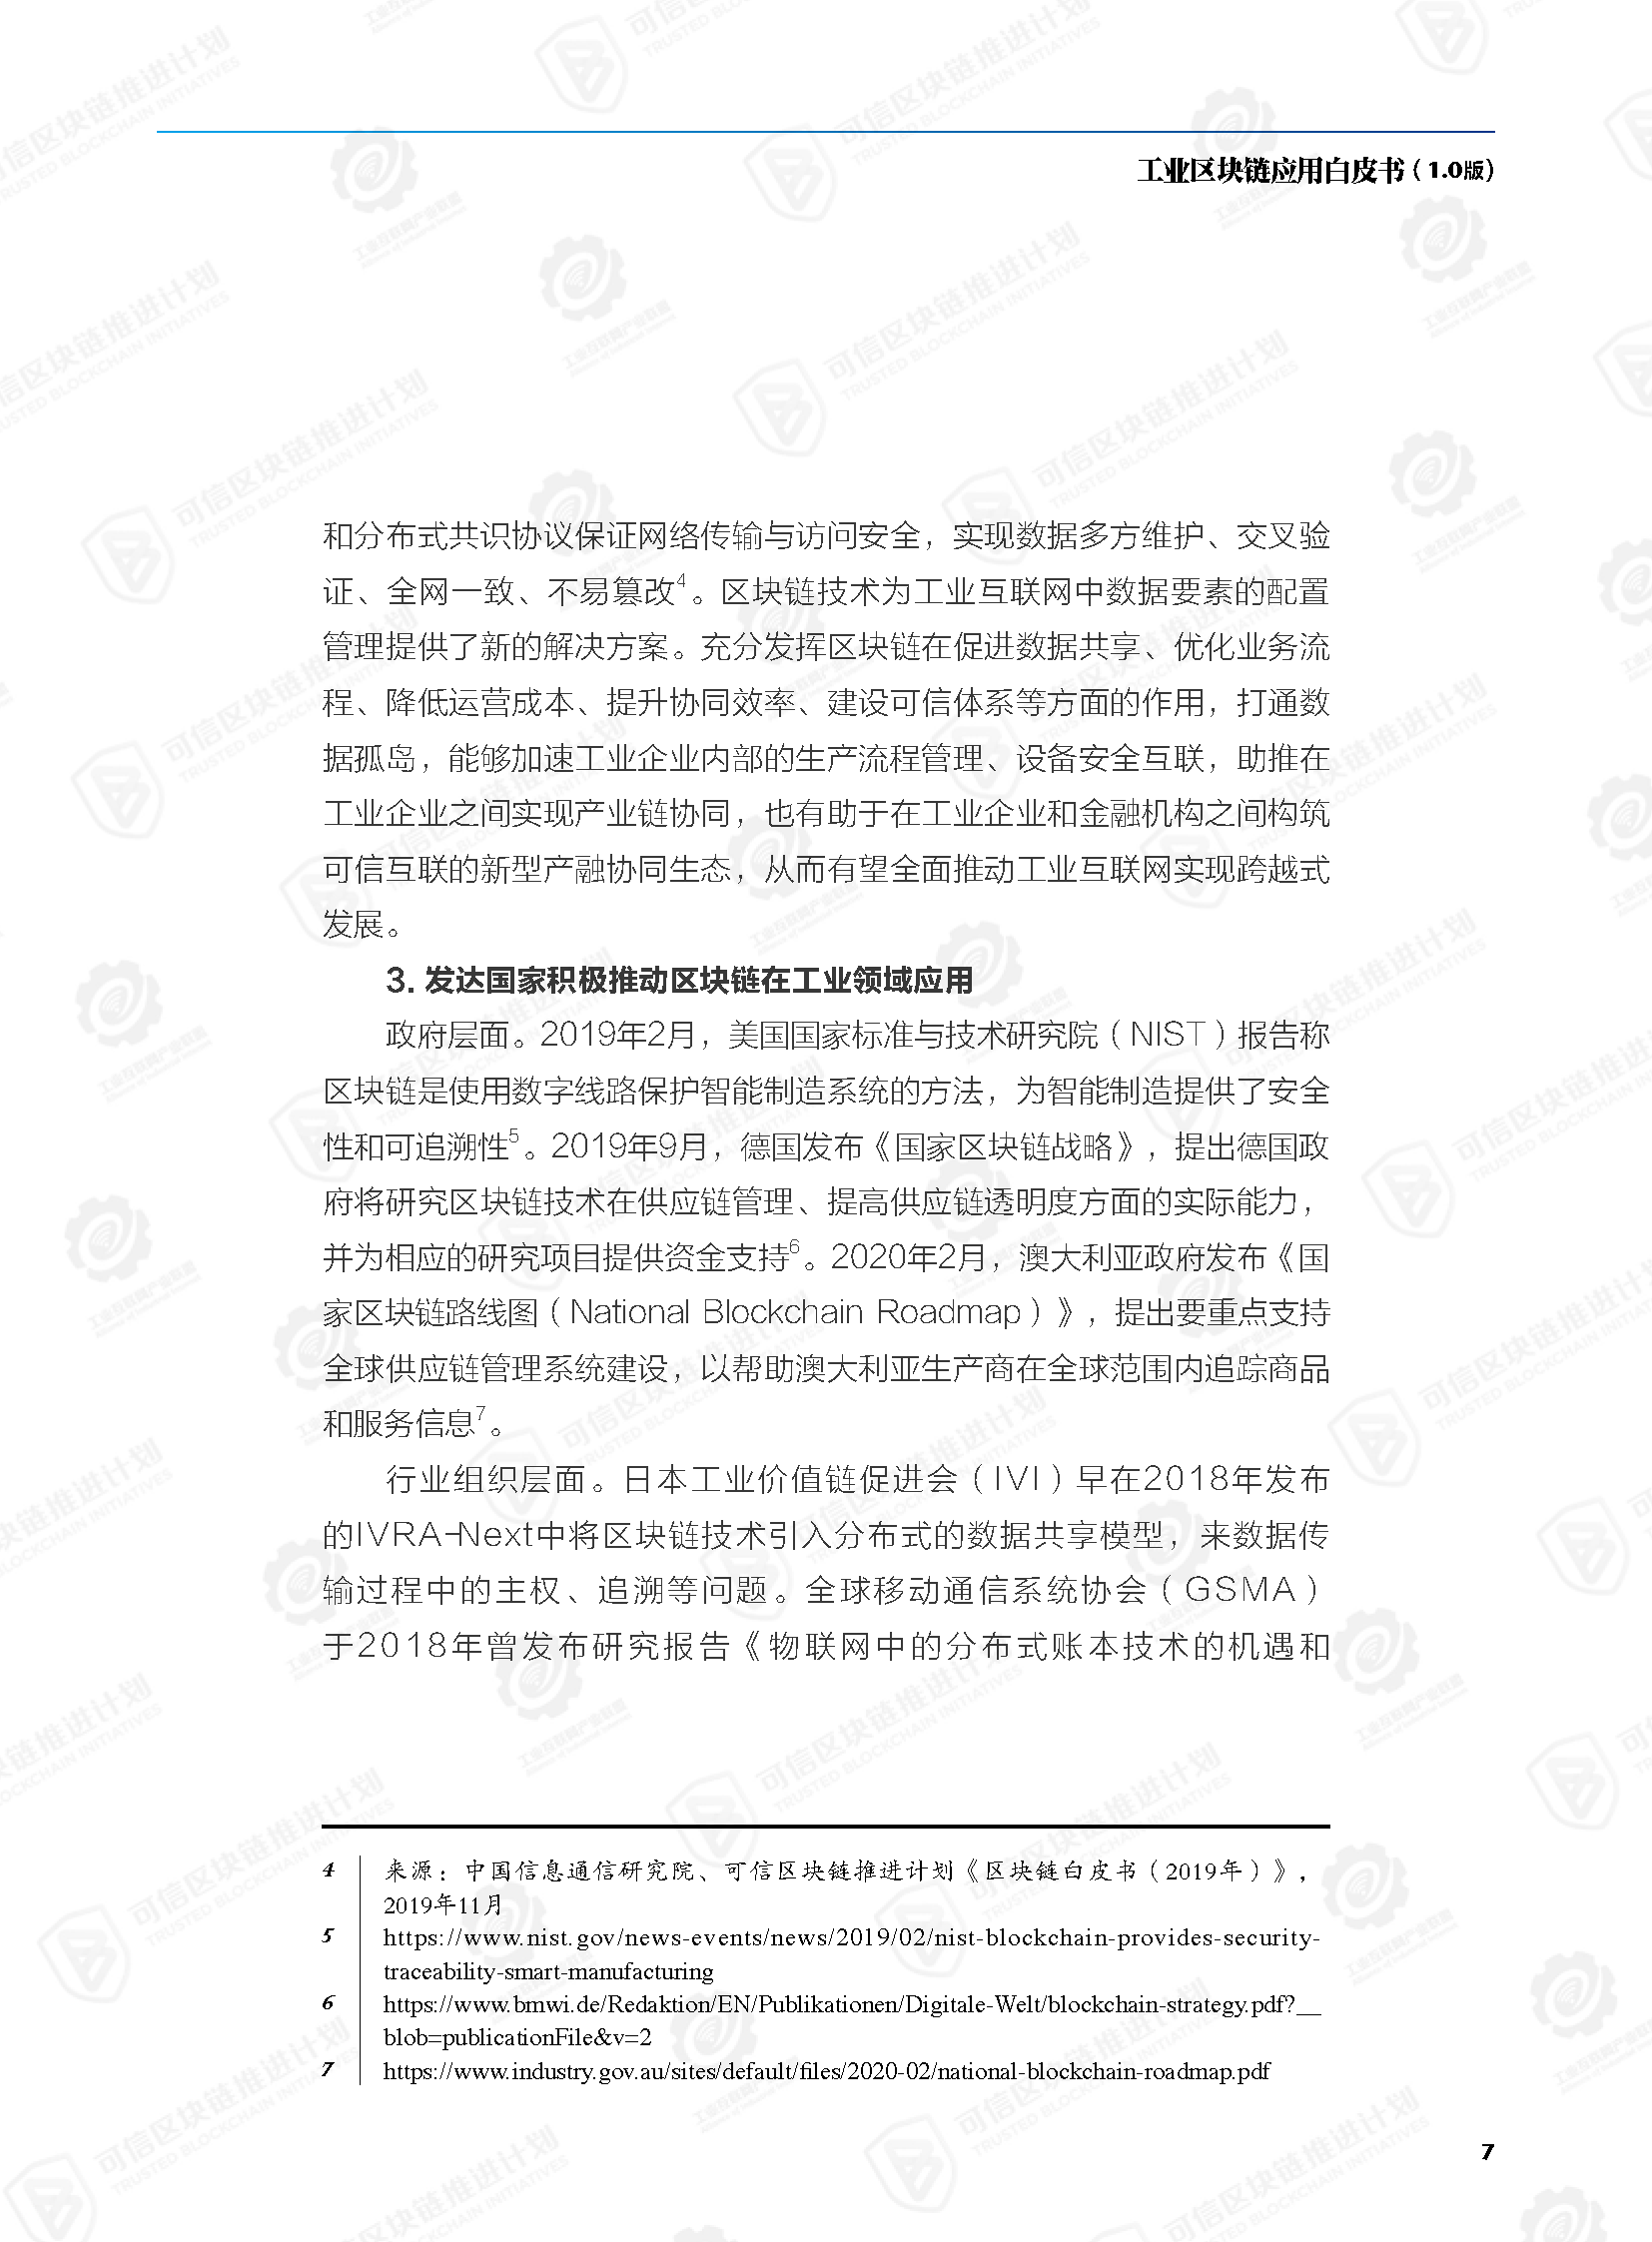 工业区块链应用白皮书（1.0版）
和分布式共识协议保证网络传输与访问安全，实现数据多方维护、交叉验
证、全网一致、不易篡改4。区块链技术为工业互联网中数据要素的配置
管理提供了新的解决方案。充分发挥区块链在促进数据共享、优化业务流
程、降低运营成本、提升协同效率、建设可信体系等方面的作用，打通数
据孤岛，能够加速工业企业内部的生产流程管理、设备安全互联，助推在
工业企业之间实现产业链协同，也有助于在工业企业和金融机构之间构筑
可信互联的新型产融协同生态，从而有望全面推动工业互联网实现跨越式
发展。
3. 发达国家积极推动区块链在工业领域应用
政府层面。2019年2月，美国国家标准与技术研究院（NIST）报告称
区块链是使用数字线路保护智能制造系统的方法，为智能制造提供了安全
性和可追溯性5。2019年9月，德国发布《国家区块链战略》，提出德国政
府将研究区块链技术在供应链管理、提高供应链透明度方面的实际能力，
并为相应的研究项目提供资金支持6。2020年2月，澳大利亚政府发布《国
家区块链路线图（National Blockchain Roadmap）》，提出要重点支持
全球供应链管理系统建设，以帮助澳大利亚生产商在全球范围内追踪商品
和服务信息7。
行业组织层面。日本工业价值链促进会（IVI）早在2018年发布
的IVRA-Next中将区块链技术引入分布式的数据共享模型，来数据传
输过程中的主权、追溯等问题。全球移动通信系统协会（GSMA）
于2018年曾发布研究报告《物联网中的分布式账本技术的机遇和
4 来源：中国信息通信研究院、可信区块链推进计划《区块链白皮书（2019年）》，
2019年11月
5 https://www.nist.gov/news-events/news/2019/02/nist-blockchain-provides-security-
traceability-smart-manufacturing
6 https://www.bmwi.de/Redaktion/EN/Publikationen/Digitale-Welt/blockchain-strategy.pdf?__
blob=publicationFile&v=2
7 https://www.industry.gov.au/sites/default/files/2020-02/national-blockchain-roadmap.pdf
7